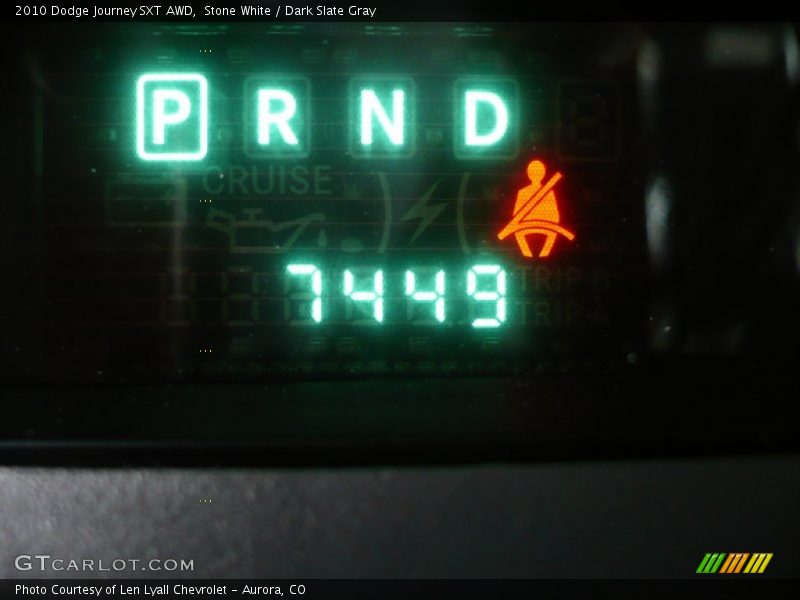 2010 Dodge Journey SXT AWD, Stone White / Dark Slate Gray
P R N D
CRUISE
7449
TRIP B
TRIP A
GTCARLOT.COM
Photo Courtesy of Len Lyall Chevrolet - Aurora, CO